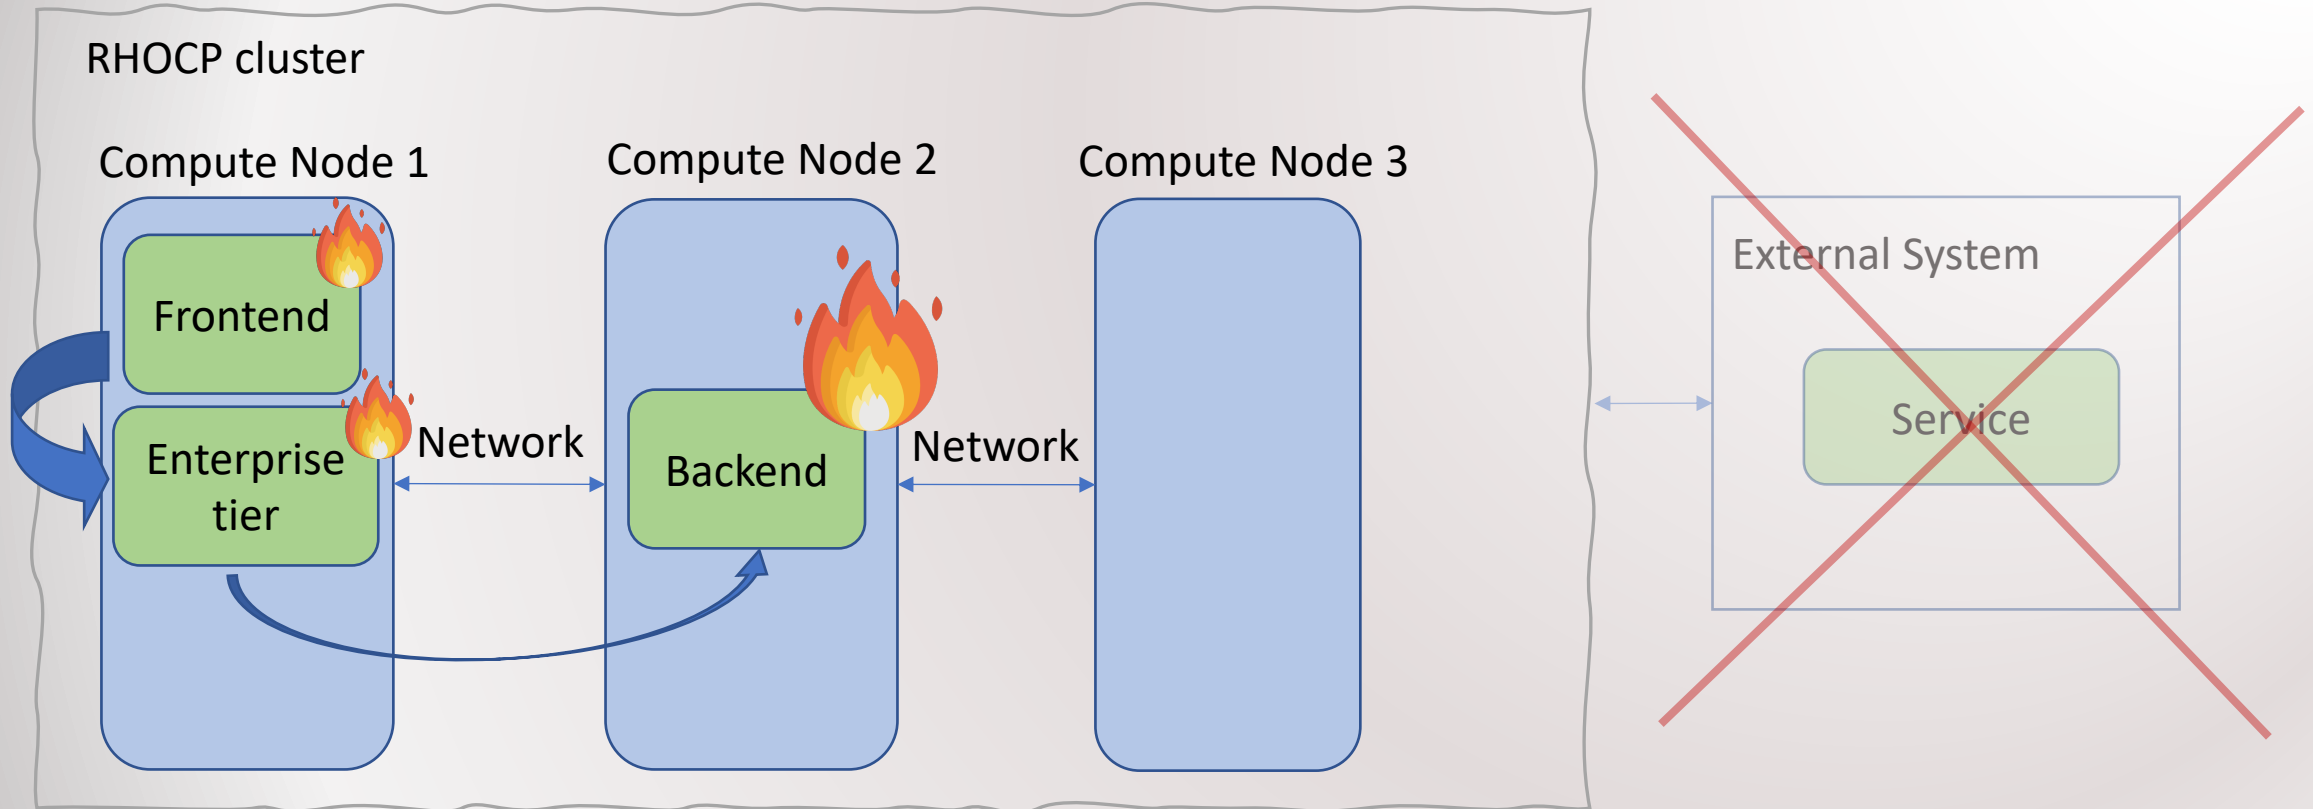 RHOCP cluster
Compute Node 1
Compute Node 2
Compute Node 3
External System
Frontend
Service
Enterprise
tier
Network
Backend
Network